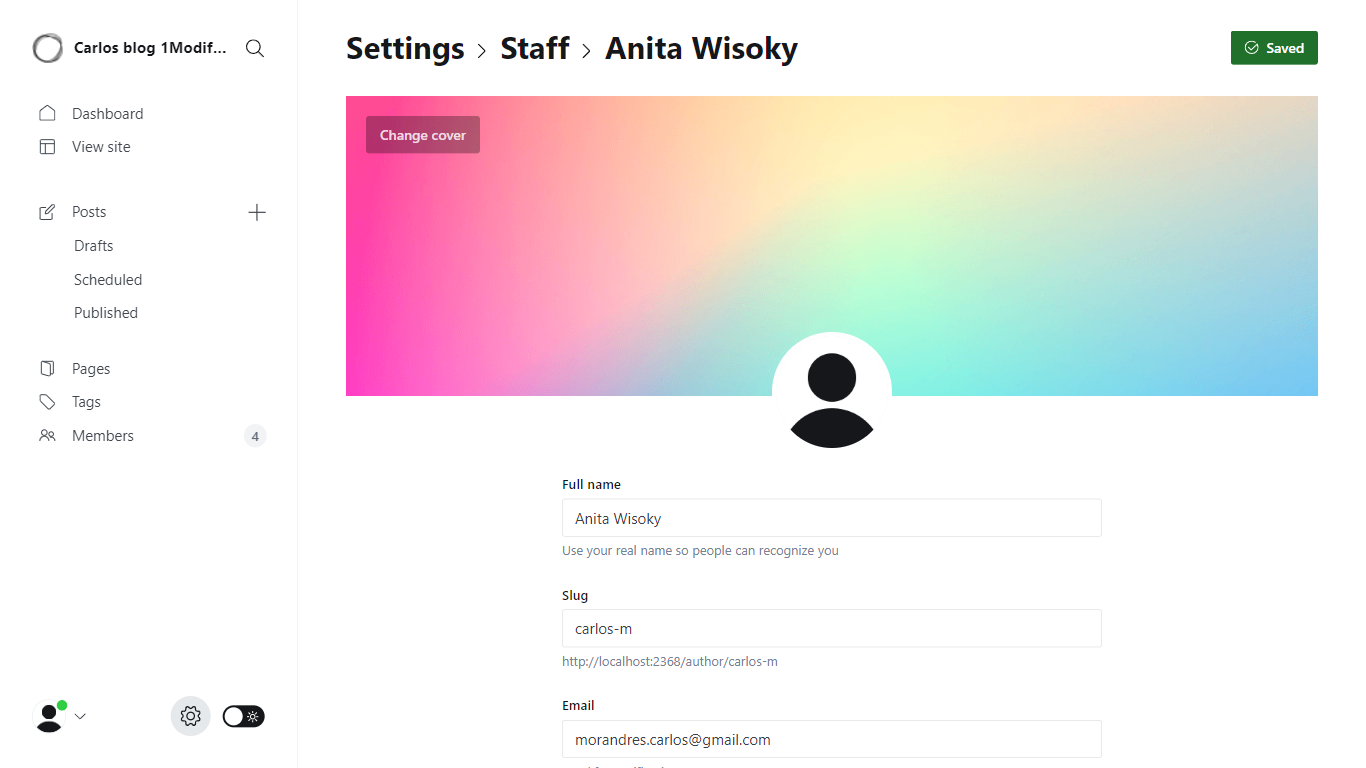 Carlos blog 1Modif...
Dashboard
View site
Posts
Drafts
Scheduled
Published
Pages
Tags
Members
4
Settings › Staff › Anita Wisoky
Saved
Change cover
Full name
Anita Wisoky
Use your real name so people can recognize you
Slug
carlos-m
http://localhost:2368/author/carlos-m
Email
morandres.carlos@gmail.com